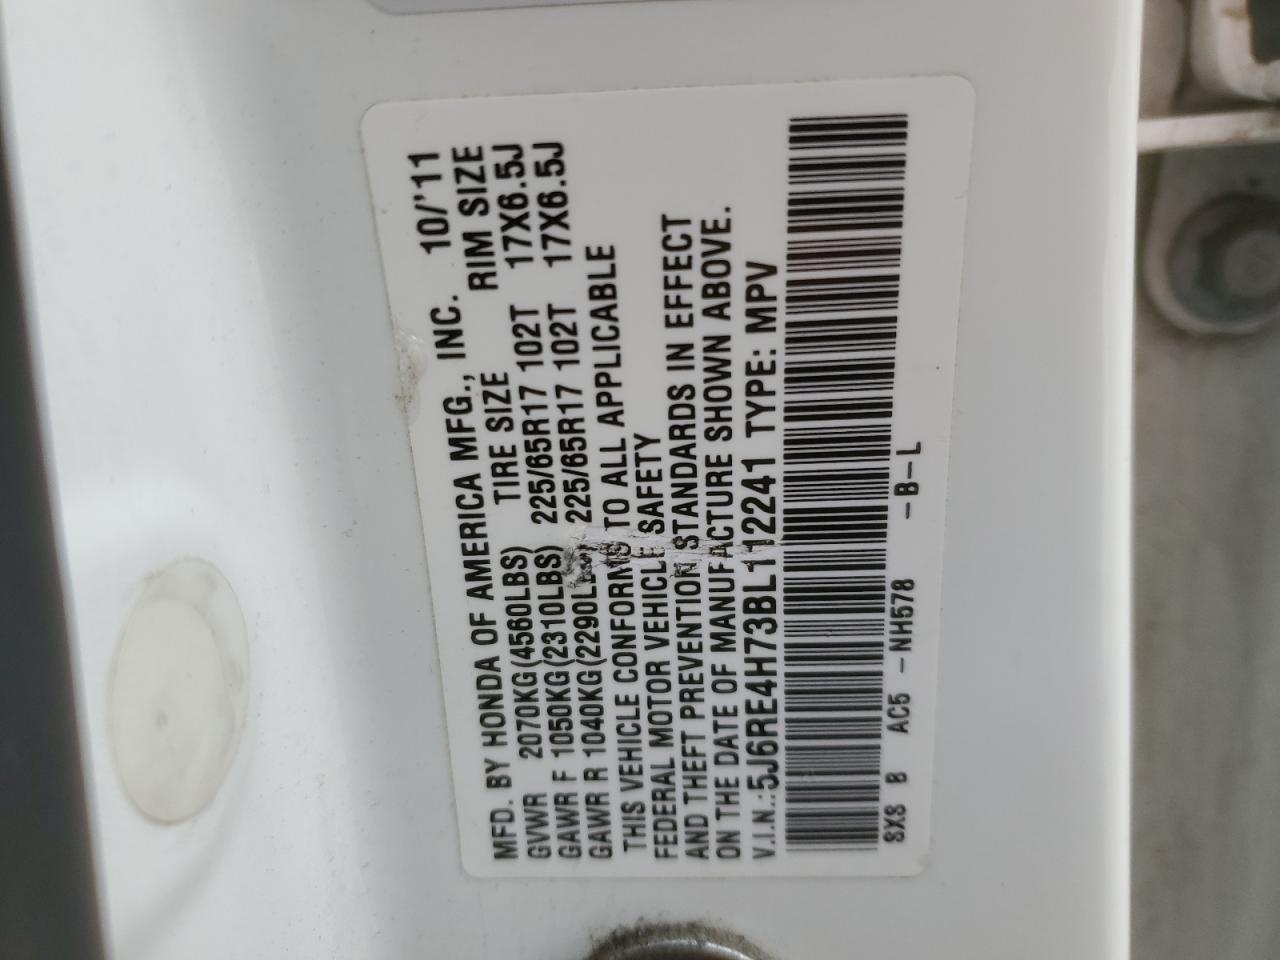 MFD. BY HONDA OF AMERICA MFG., INC. 10/'11
GVWR 2070KG(4560LBS) TIRE SIZE RIM SIZE
GAWR F 1050KG(2310LBS) 225/65R17 102T 17X6.5J
GAWR R 1040KG(2290LBS) 225/65R17 102T 17X6.5J
THIS VEHICLE CONFORMS TO ALL APPLICABLE
FEDERAL MOTOR VEHICLE SAFETY
AND THEFT PREVENTION STANDARDS IN EFFECT
ON THE DATE OF MANUFACTURE SHOWN ABOVE.
V.I.N.:5J6RE4H73BL112241 TYPE: MPV
SXS B AC5 -NH578 -B-L